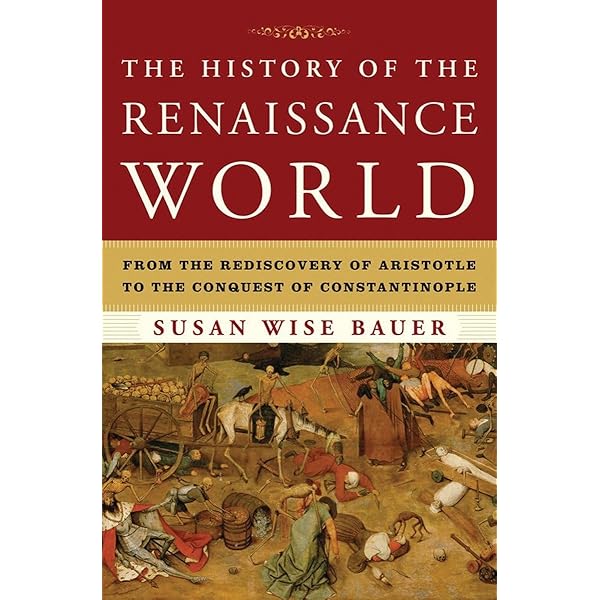 THE HISTORY OF THE
RENAISSANCE
WORLD
FROM THE REDISCOVERY OF ARISTOTLE
TO THE CONQUEST OF CONSTANTINOPLE
SUSAN WISE BAUER